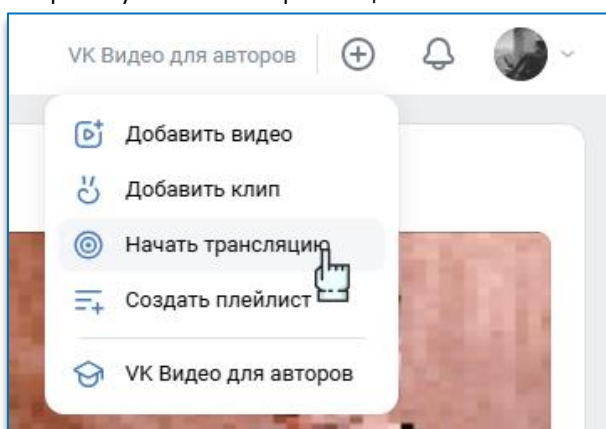 VK Видео для авторов
Добавить видео
Добавить клип
Начать трансляцию
Создать плейлист
VK Видео для авторов